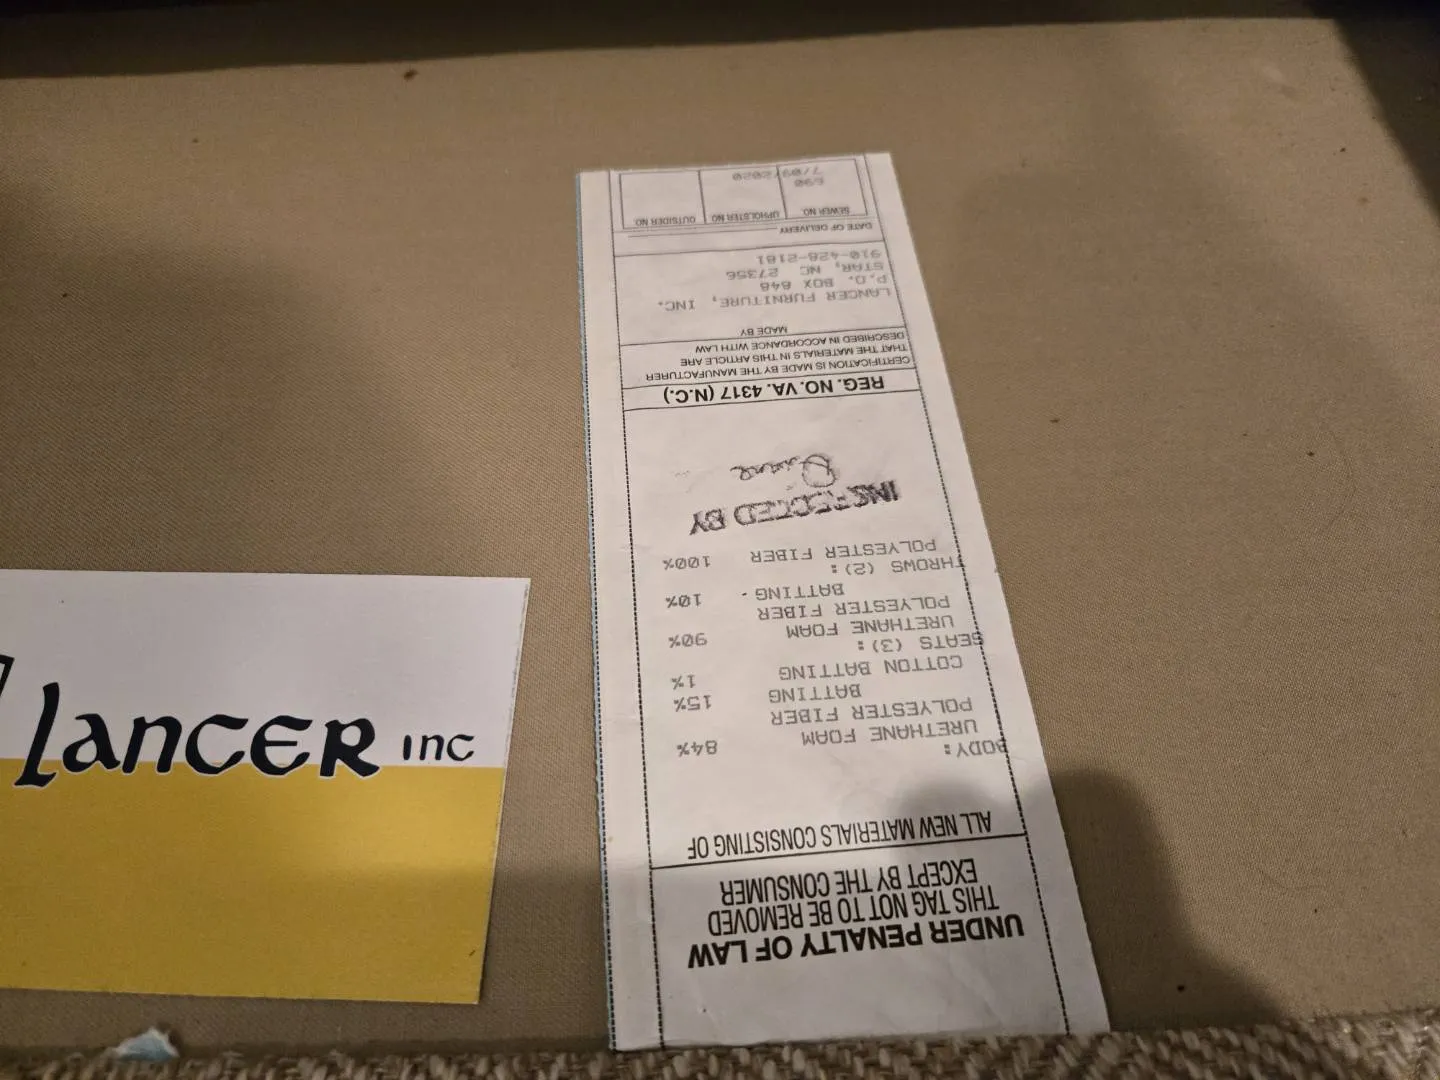 Lancer inc
UNDER PENALTY OF LAW
THIS TAG NOT TO BE REMOVED
EXCEPT BY THE CONSUMER
ALL NEW MATERIALS CONSISTING OF
BODY:
URETHANE FOAM 84%
POLYESTER FIBER
BATTING 15%
COTTON BATTING 1%
SEATS (3):
URETHANE FOAM 90%
POLYESTER FIBER
BATTING 10%
THROWS (2):
POLYESTER FIBER 100%
INSPECTED BY
REG. NO. VA. 4317 (N.C.)
CERTIFICATION IS MADE BY THE MANUFACTURER
THAT THE MATERIALS IN THIS ARTICLE ARE
DESCRIBED IN ACCORDANCE WITH LAW
MADE BY
LANCER FURNITURE, INC.
P.O. BOX 646
STAR, NC 27356
910-428-2181
DATE OF DELIVERY
SEWER NO. UPHOLSTER NO. OUTSIDER NO.
690
7/09/2020